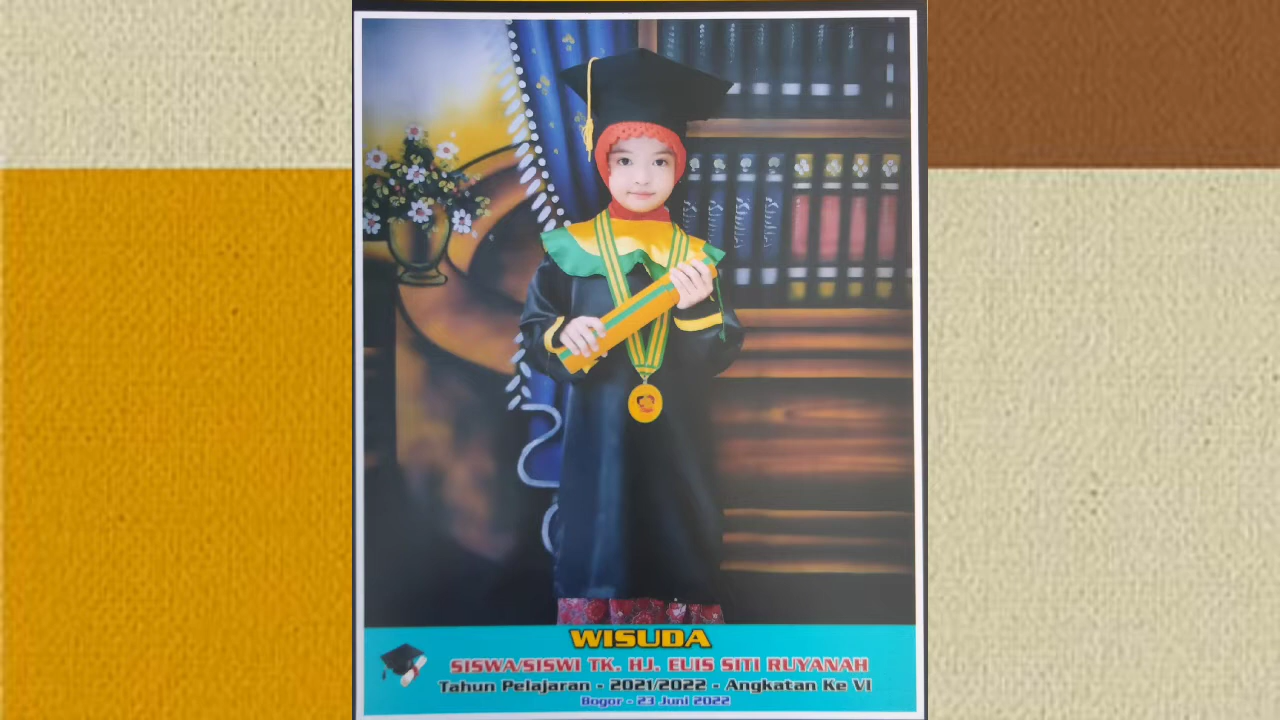 WISUDA
SISWA/SISWI TK. HJ. EUIS SITI RUYANAH
Tahun Pelajaran - 2021/2022 - Angkatan Ke VI
Bogor - 23 Juni 2022